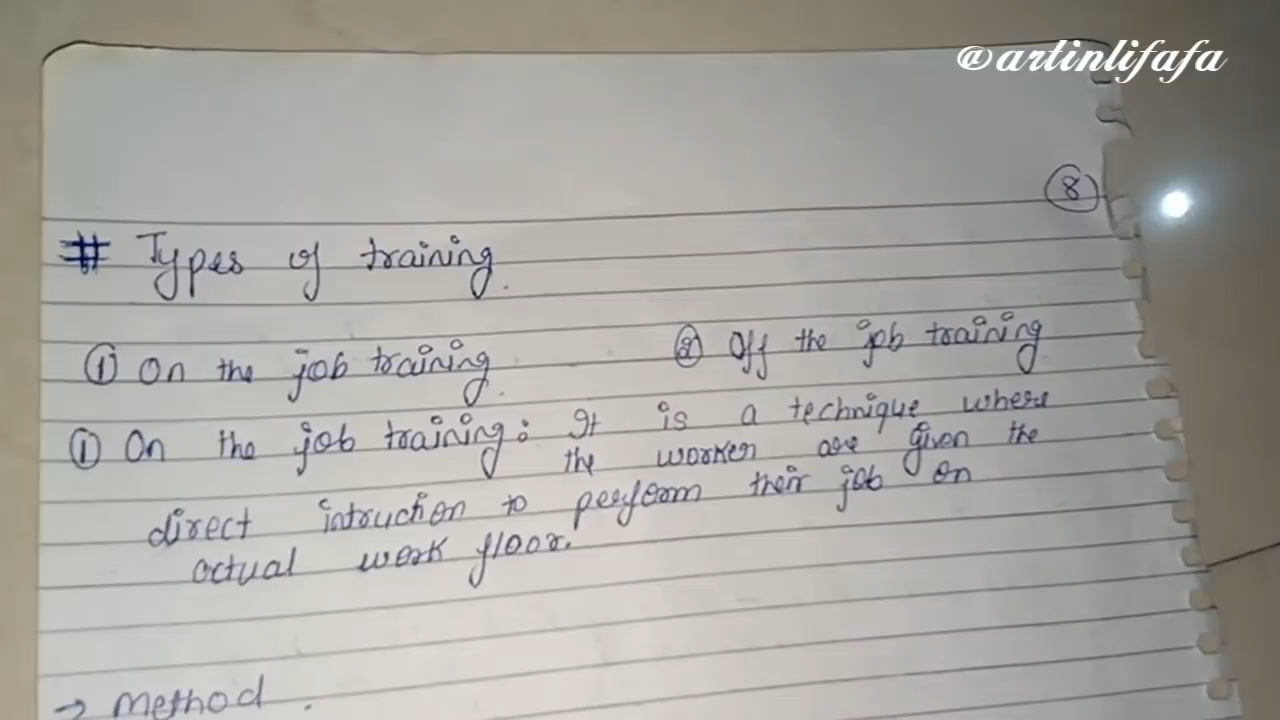 @artinlifafa
8
# Types of training.
① On the job training. ② Off the job training
① On the job training: It is a technique where
the worker are given the
direct intruction to perform their job on
actual work floor.
→ Method.